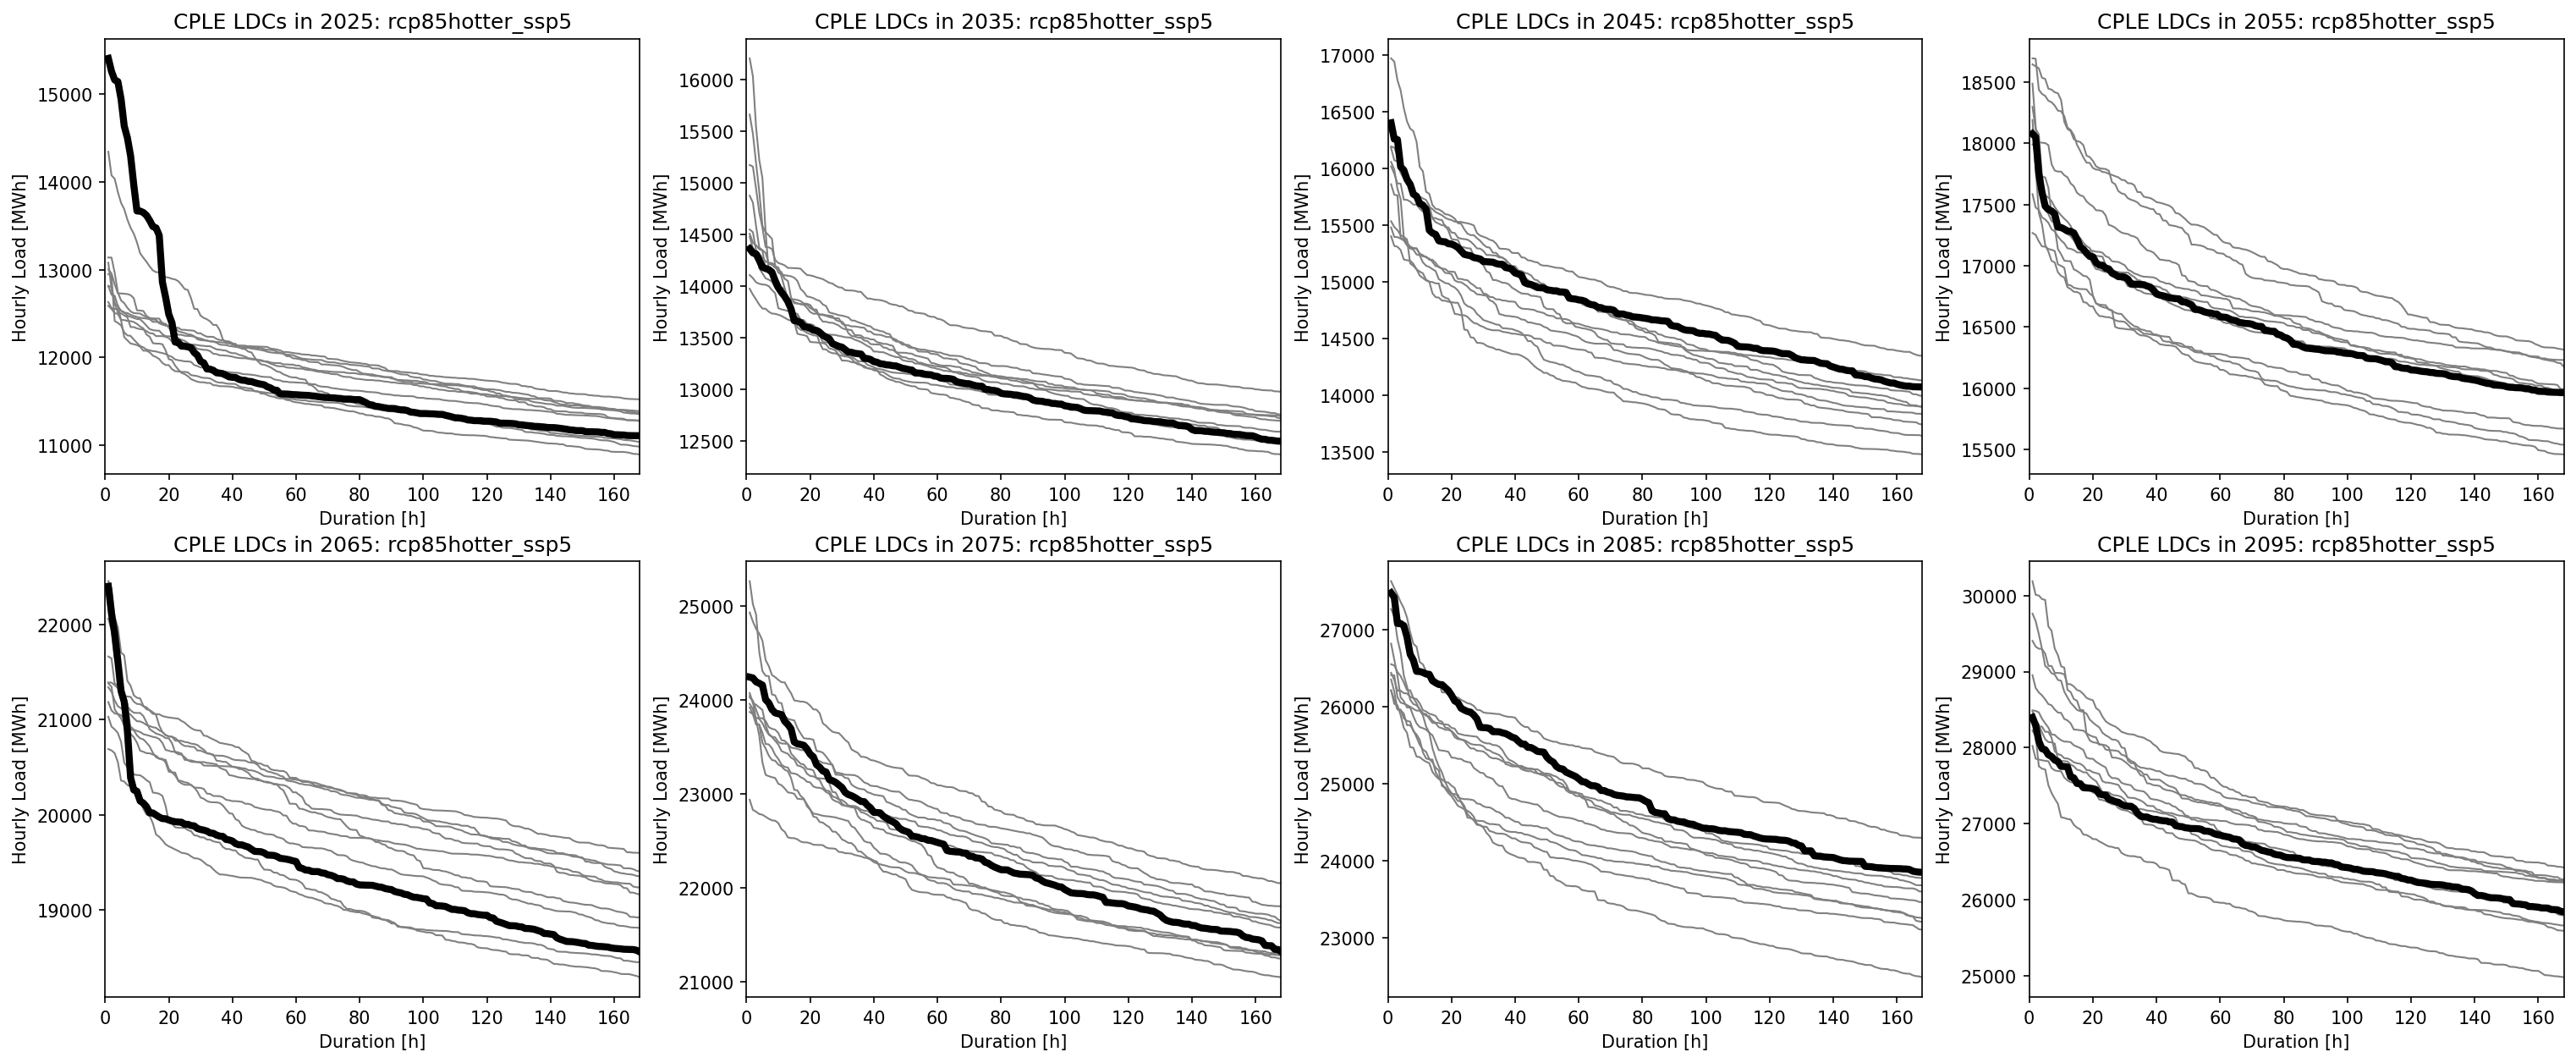 CPLE LDCs in 2025: rcp85hotter_ssp5
Hourly Load [MWh]
15000
14000
13000
12000
11000
0 20 40 60 80 100 120 140 160
Duration [h]
CPLE LDCs in 2035: rcp85hotter_ssp5
Hourly Load [MWh]
16000
15500
15000
14500
14000
13500
13000
12500
0 20 40 60 80 100 120 140 160
Duration [h]
CPLE LDCs in 2045: rcp85hotter_ssp5
Hourly Load [MWh]
17000
16500
16000
15500
15000
14500
14000
13500
0 20 40 60 80 100 120 140 160
Duration [h]
CPLE LDCs in 2055: rcp85hotter_ssp5
Hourly Load [MWh]
18500
18000
17500
17000
16500
16000
15500
0 20 40 60 80 100 120 140 160
Duration [h]
CPLE LDCs in 2065: rcp85hotter_ssp5
Hourly Load [MWh]
22000
21000
20000
19000
0 20 40 60 80 100 120 140 160
Duration [h]
CPLE LDCs in 2075: rcp85hotter_ssp5
Hourly Load [MWh]
25000
24000
23000
22000
21000
0 20 40 60 80 100 120 140 160
Duration [h]
CPLE LDCs in 2085: rcp85hotter_ssp5
Hourly Load [MWh]
27000
26000
25000
24000
23000
0 20 40 60 80 100 120 140 160
Duration [h]
CPLE LDCs in 2095: rcp85hotter_ssp5
Hourly Load [MWh]
30000
29000
28000
27000
26000
25000
0 20 40 60 80 100 120 140 160
Duration [h]